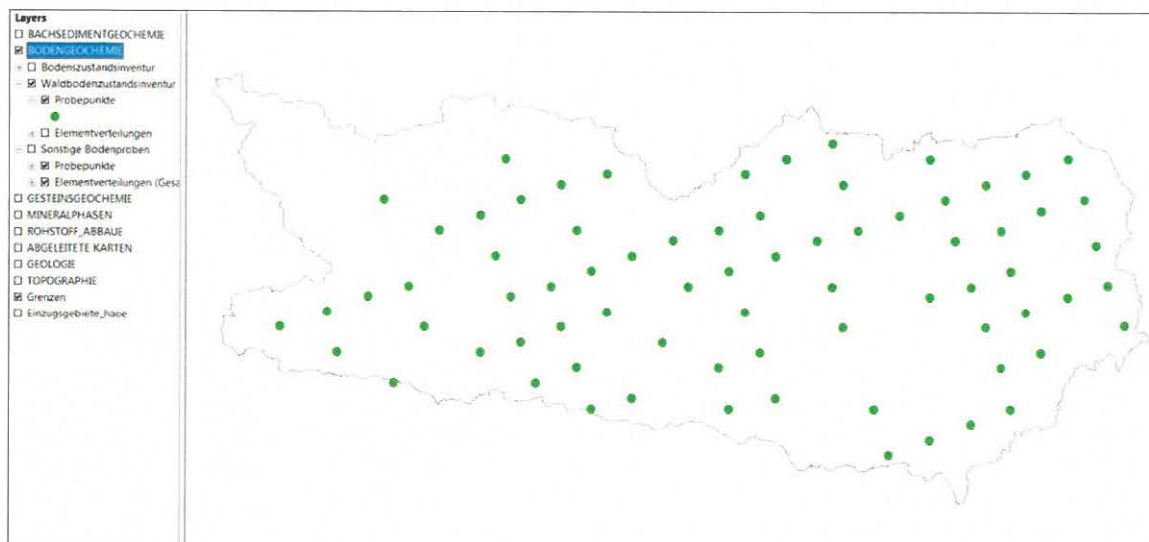 Layers
BACHSEDIMENTGEOCHEMIE
BODENGEOCHEMIE
Bodenszustandsinventur
Waldbodenzustandsinventur
Probepunkte
Elementverteilungen
Sonstige Bodenproben
Probepunkte
Elementverteilungen (Gesa
GESTEINSGEOCHEMIE
MINERALPHASEN
ROHSTOFF_ABBAUE
ABGELEITETE KARTEN
GEOLOGIE
TOPOGRAPHIE
Grenzen
Einzugsgebiete_haoe